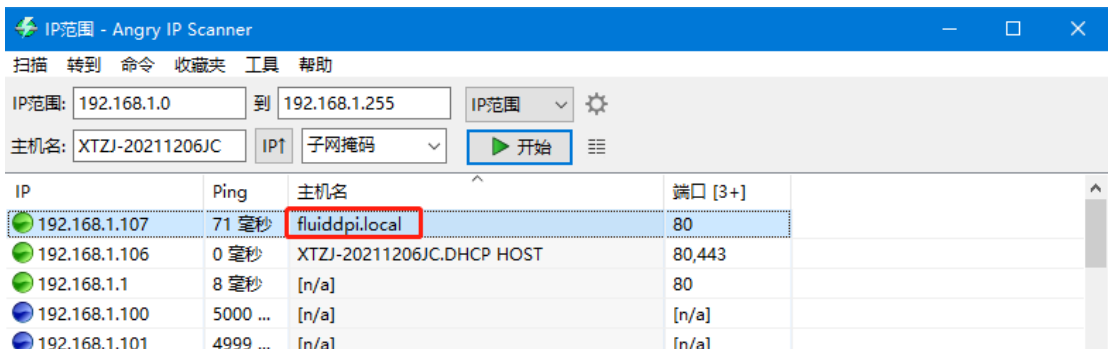 IP范围 - Angry IP Scanner
扫描 转到 命令 收藏夹 工具 帮助
IP范围: 192.168.1.0 到 192.168.1.255 IP范围
主机名: XTZJ-20211206JC IP↑ 子网掩码 开始
IP Ping 主机名 端口 [3+]
192.168.1.107 71 毫秒 fluiddpi.local 80
192.168.1.106 0 毫秒 XTZJ-20211206JC.DHCP HOST 80,443
192.168.1.1 8 毫秒 [n/a] 80
192.168.1.100 5000 ... [n/a] [n/a]
192.168.1.101 4999 ... [n/a] [n/a]